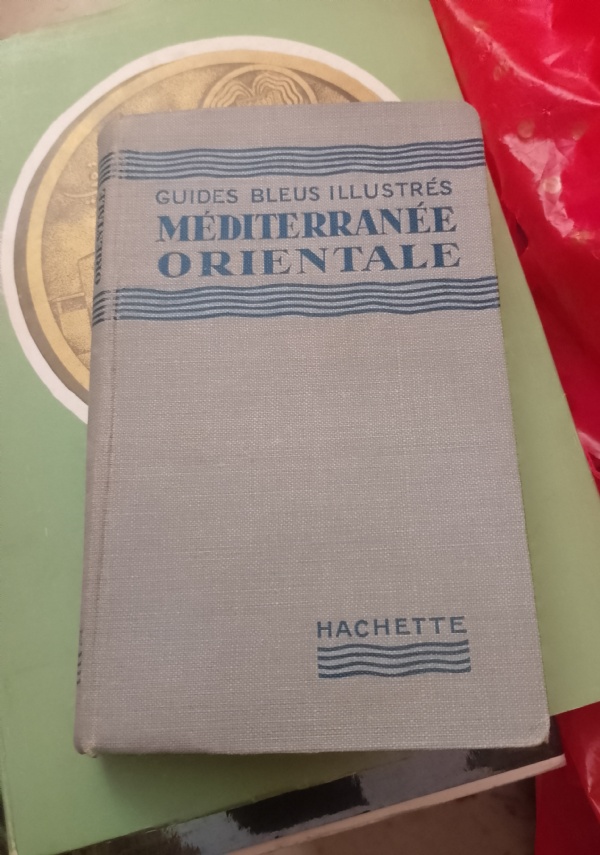 GUIDES BLEUS ILLUSTRÉS
MÉDITERRANÉE
ORIENTALE
HACHETTE